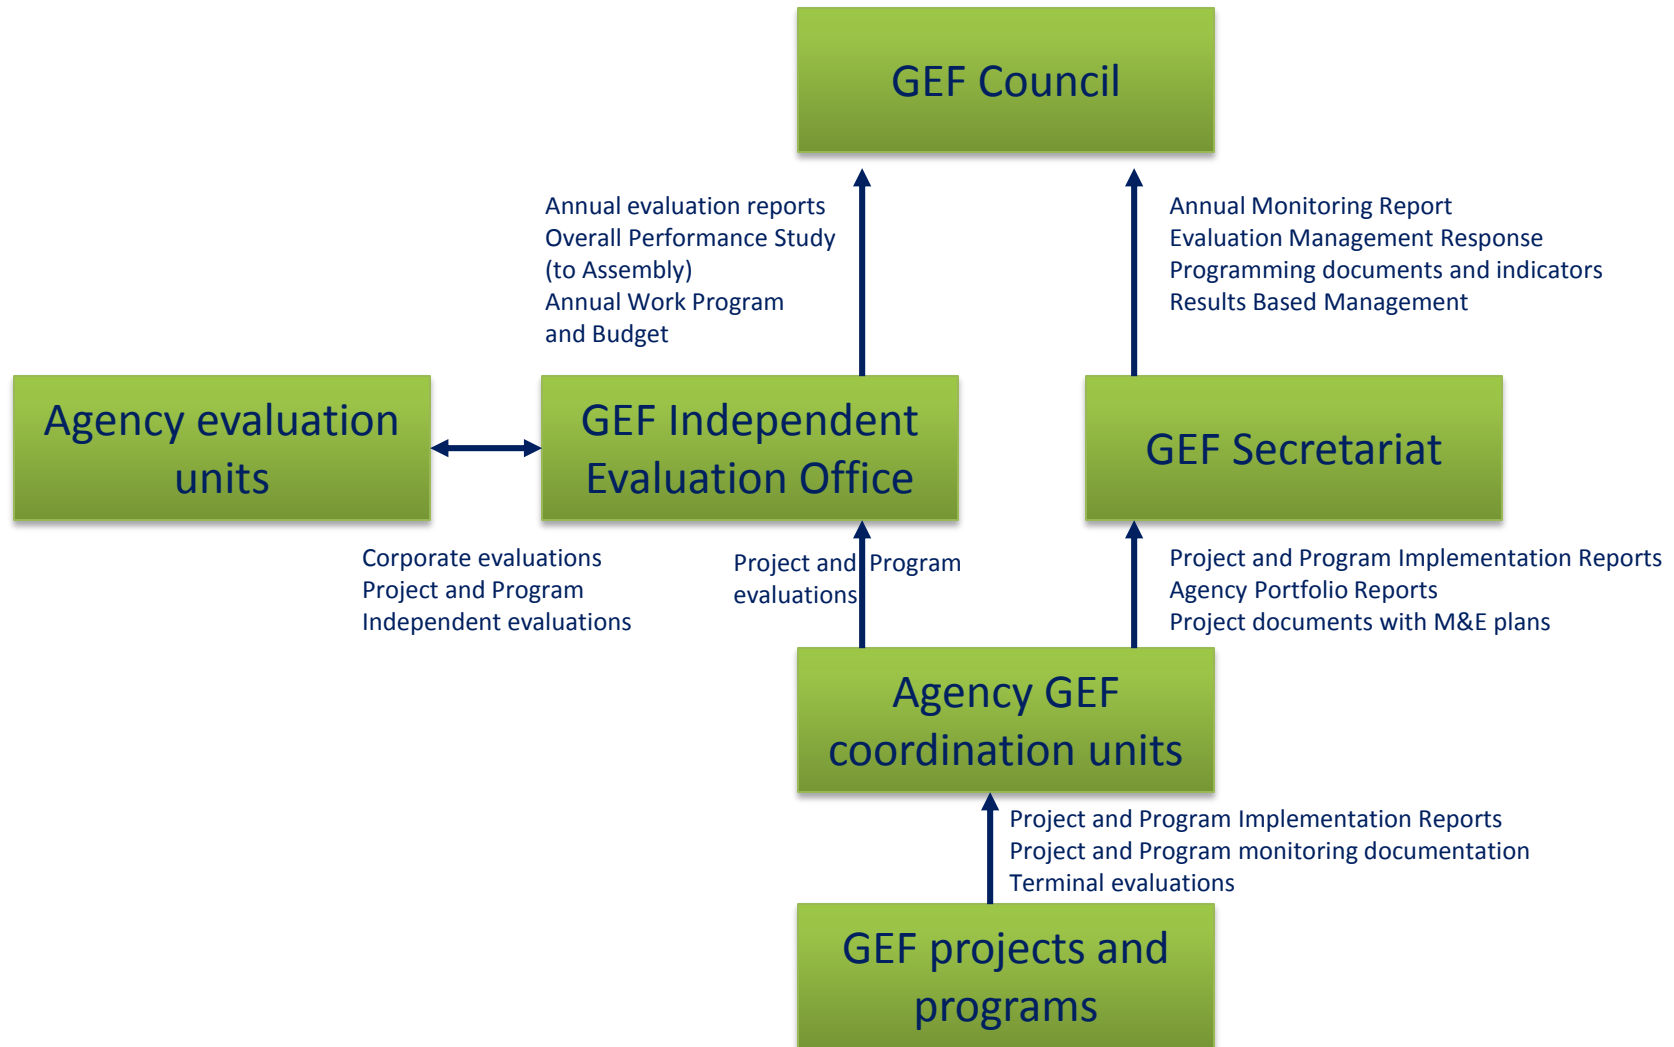 GEF Council
Annual evaluation reports
Overall Performance Study
(to Assembly)
Annual Work Program
and Budget
Annual Monitoring Report
Evaluation Management Response
Programming documents and indicators
Results Based Management
Agency evaluation
units
GEF Independent
Evaluation Office
GEF Secretariat
Corporate evaluations
Project and Program
Independent evaluations
Project and Program
evaluations
Project and Program Implementation Reports
Agency Portfolio Reports
Project documents with M&E plans
Agency GEF
coordination units
Project and Program Implementation Reports
Project and Program monitoring documentation
Terminal evaluations
GEF projects and
programs